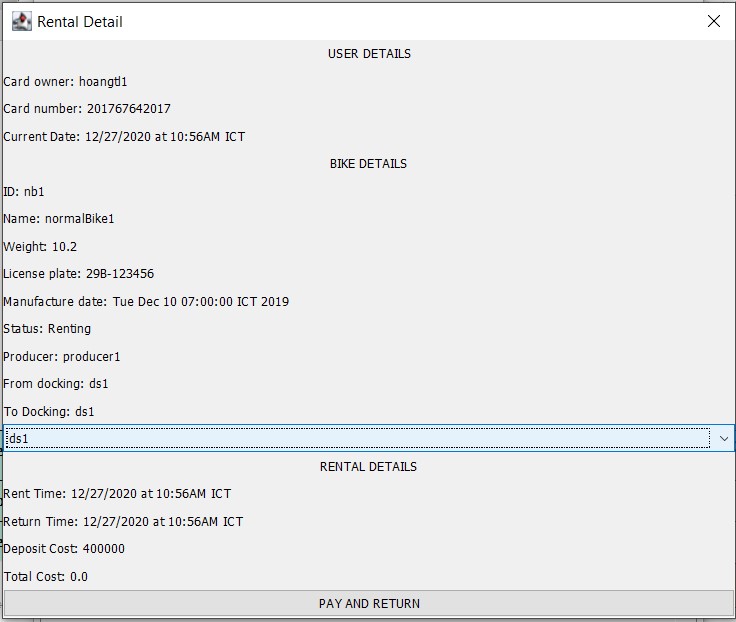 Rental Detail
USER DETAILS
Card owner: hoangtl1
Card number: 201767642017
Current Date: 12/27/2020 at 10:56AM ICT
BIKE DETAILS
ID: nb1
Name: normalBike1
Weight: 10.2
License plate: 29B-123456
Manufacture date: Tue Dec 10 07:00:00 ICT 2019
Status: Renting
Producer: producer1
From docking: ds1
To Docking: ds1
ds1
RENTAL DETAILS
Rent Time: 12/27/2020 at 10:56AM ICT
Return Time: 12/27/2020 at 10:56AM ICT
Deposit Cost: 400000
Total Cost: 0.0
PAY AND RETURN